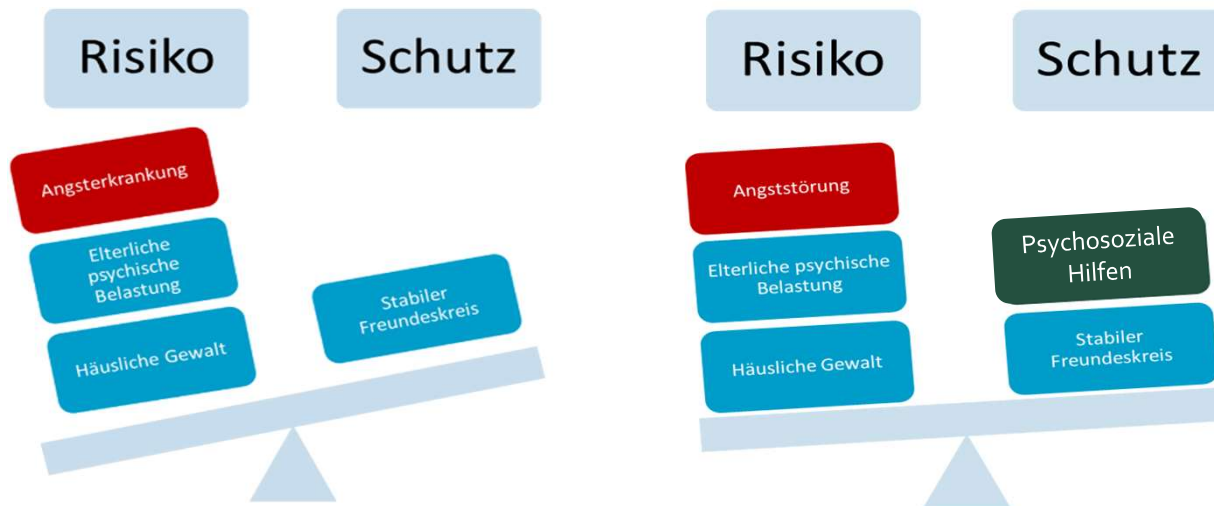 Risiko
Schutz
Angsterkrankung
Elterliche
psychische
Belastung
Häusliche Gewalt
Stabiler
Freundeskreis
Risiko
Schutz
Angststörung
Elterliche psychische
Belastung
Häusliche Gewalt
Psychosoziale
Hilfen
Stabiler
Freundeskreis